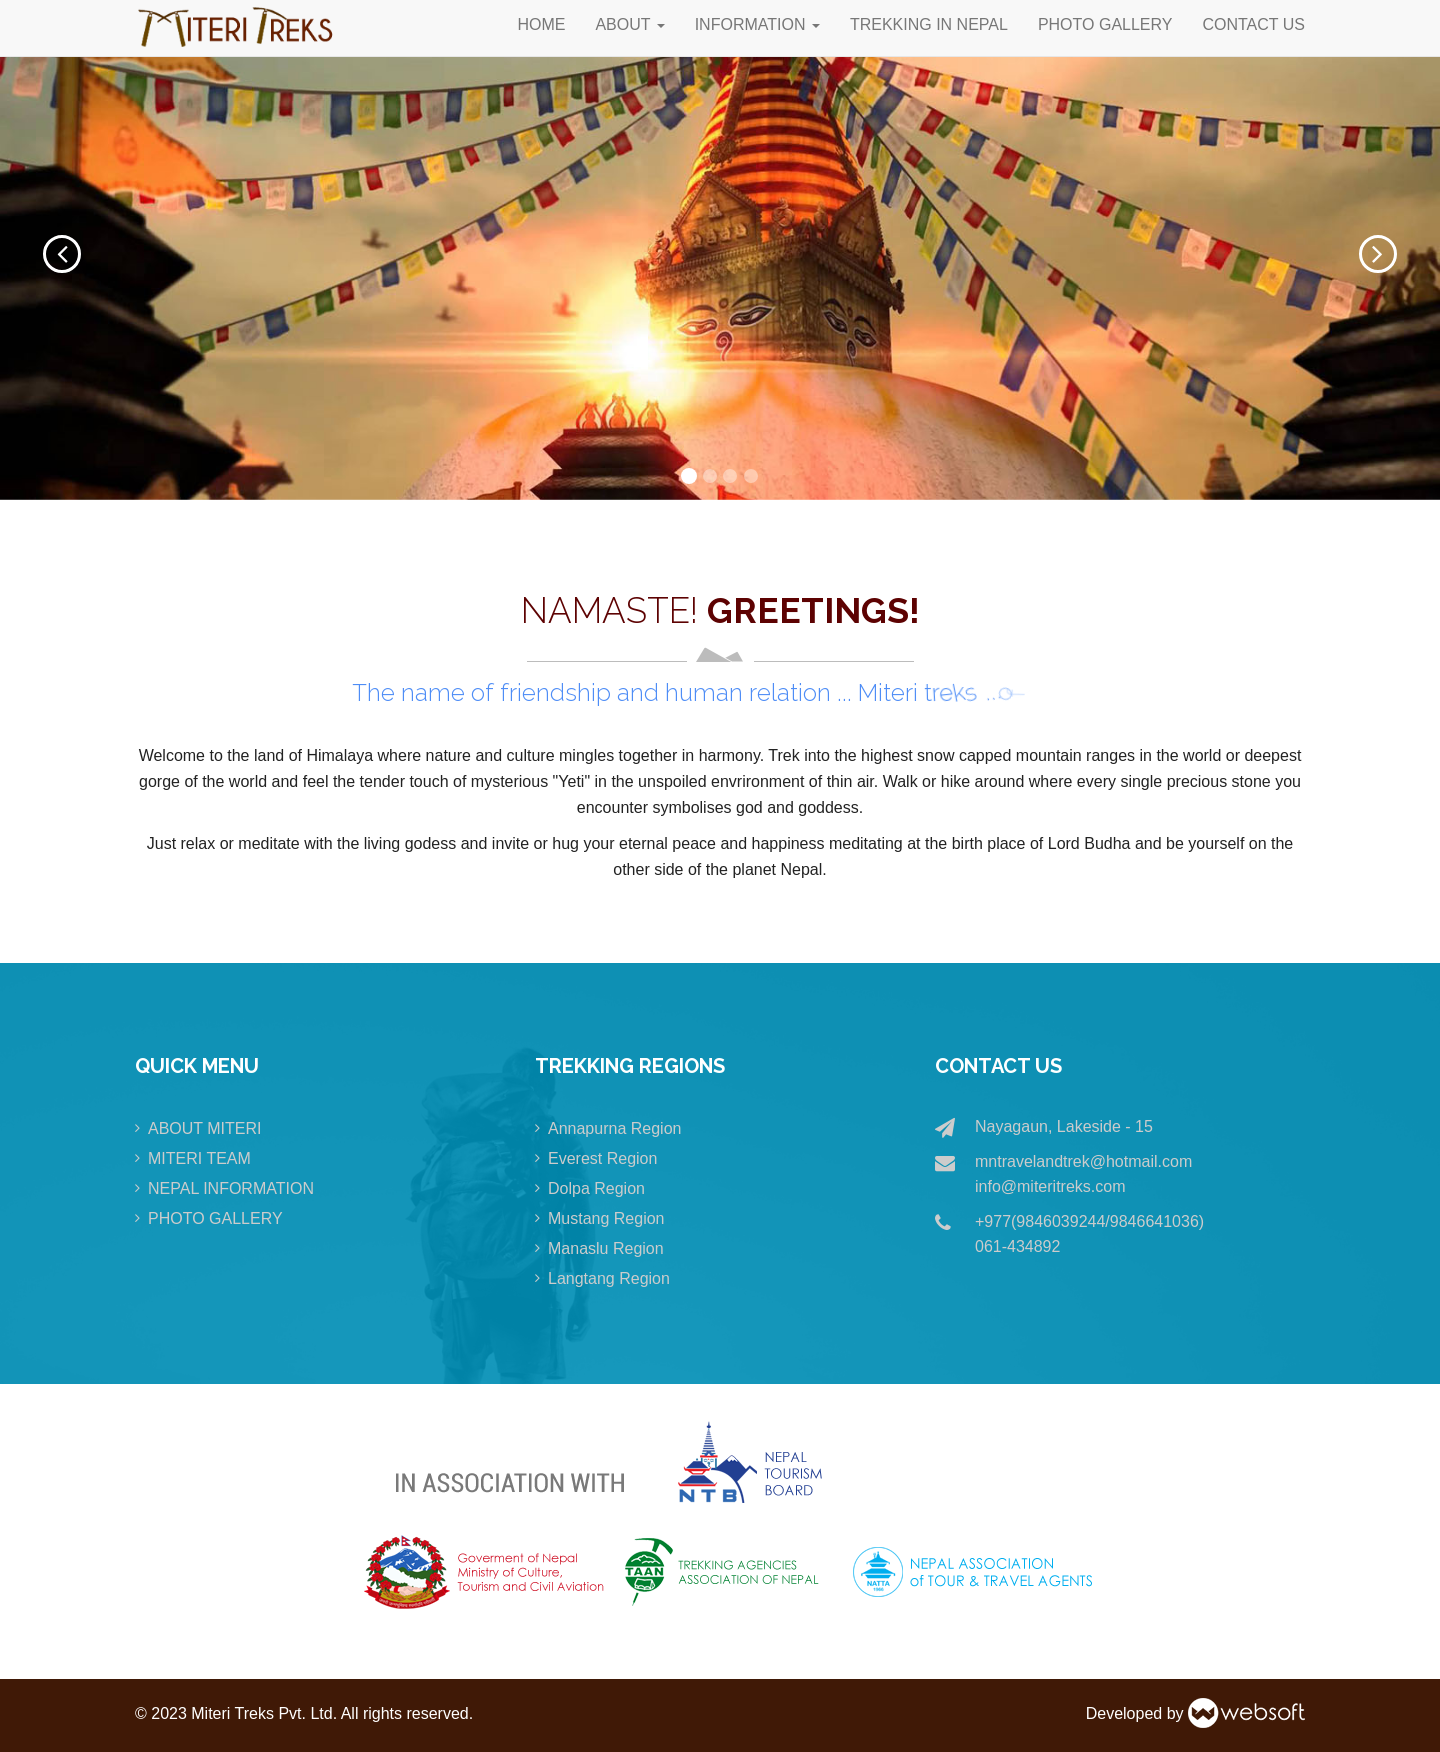 MITERI TREKS
HOME
ABOUT
INFORMATION
TREKKING IN NEPAL
PHOTO GALLERY
CONTACT US
NAMASTE! GREETINGS!
The name of friendship and human relation ... Miteri treks ...
Welcome to the land of Himalaya where nature and culture mingles together in harmony. Trek into the highest snow capped mountain ranges in the world or deepest
gorge of the world and feel the tender touch of mysterious "Yeti" in the unspoiled envrironment of thin air. Walk or hike around where every single precious stone you
encounter symbolises god and goddess.
Just relax or meditate with the living godess and invite or hug your eternal peace and happiness meditating at the birth place of Lord Budha and be yourself on the
other side of the planet Nepal.
QUICK MENU
ABOUT MITERI
MITERI TEAM
NEPAL INFORMATION
PHOTO GALLERY
TREKKING REGIONS
Annapurna Region
Everest Region
Dolpa Region
Mustang Region
Manaslu Region
Langtang Region
CONTACT US
Nayagaun, Lakeside - 15
mntravelandtrek@hotmail.com
info@miteritreks.com
+977(9846039244/9846641036)
061-434892
IN ASSOCIATION WITH
NTB
NEPAL
TOURISM
BOARD
Goverment of Nepal
Ministry of Culture,
Tourism and Civil Aviation
TAAN
TREKKING AGENCIES
ASSOCIATION OF NEPAL
NATTA
NEPAL ASSOCIATION
of TOUR & TRAVEL AGENTS
© 2023 Miteri Treks Pvt. Ltd. All rights reserved.
Developed by websoft